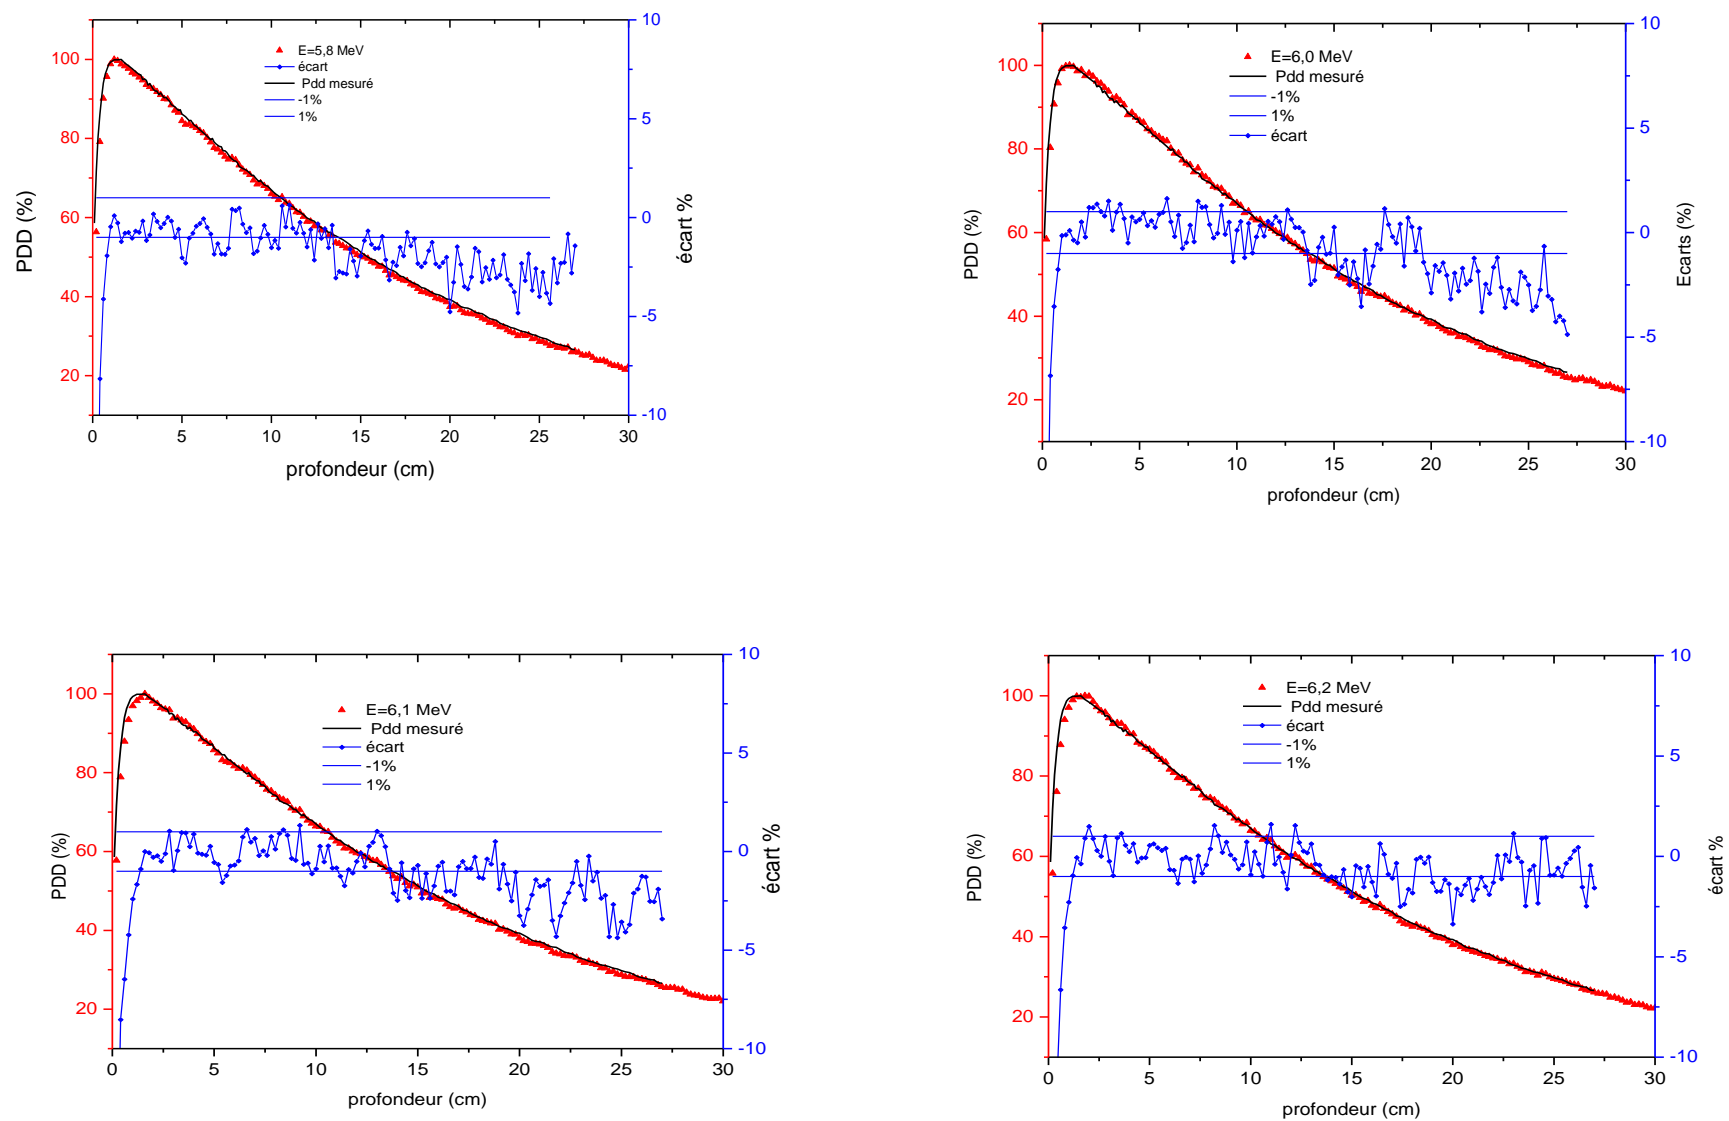 E=5,8 MeV
écart
Pdd mesuré
-1%
1%
PDD (%)
100
80
60
40
20
10
5
0
-5
-10
écart %
0 5 10 15 20 25 30
profondeur (cm)
E=6,0 MeV
Pdd mesuré
-1%
1%
écart
PDD (%)
100
80
60
40
20
10
5
0
-5
-10
Ecarts (%)
0 5 10 15 20 25 30
profondeur (cm)
E=6,1 MeV
Pdd mesuré
écart
-1%
1%
PDD (%)
100
80
60
40
20
10
5
0
-5
-10
écart %
0 5 10 15 20 25 30
profondeur (cm)
E=6,2 MeV
Pdd mesuré
écart
-1%
1%
PDD (%)
100
80
60
40
20
10
5
0
-5
-10
écart %
0 5 10 15 20 25 30
profondeur (cm)